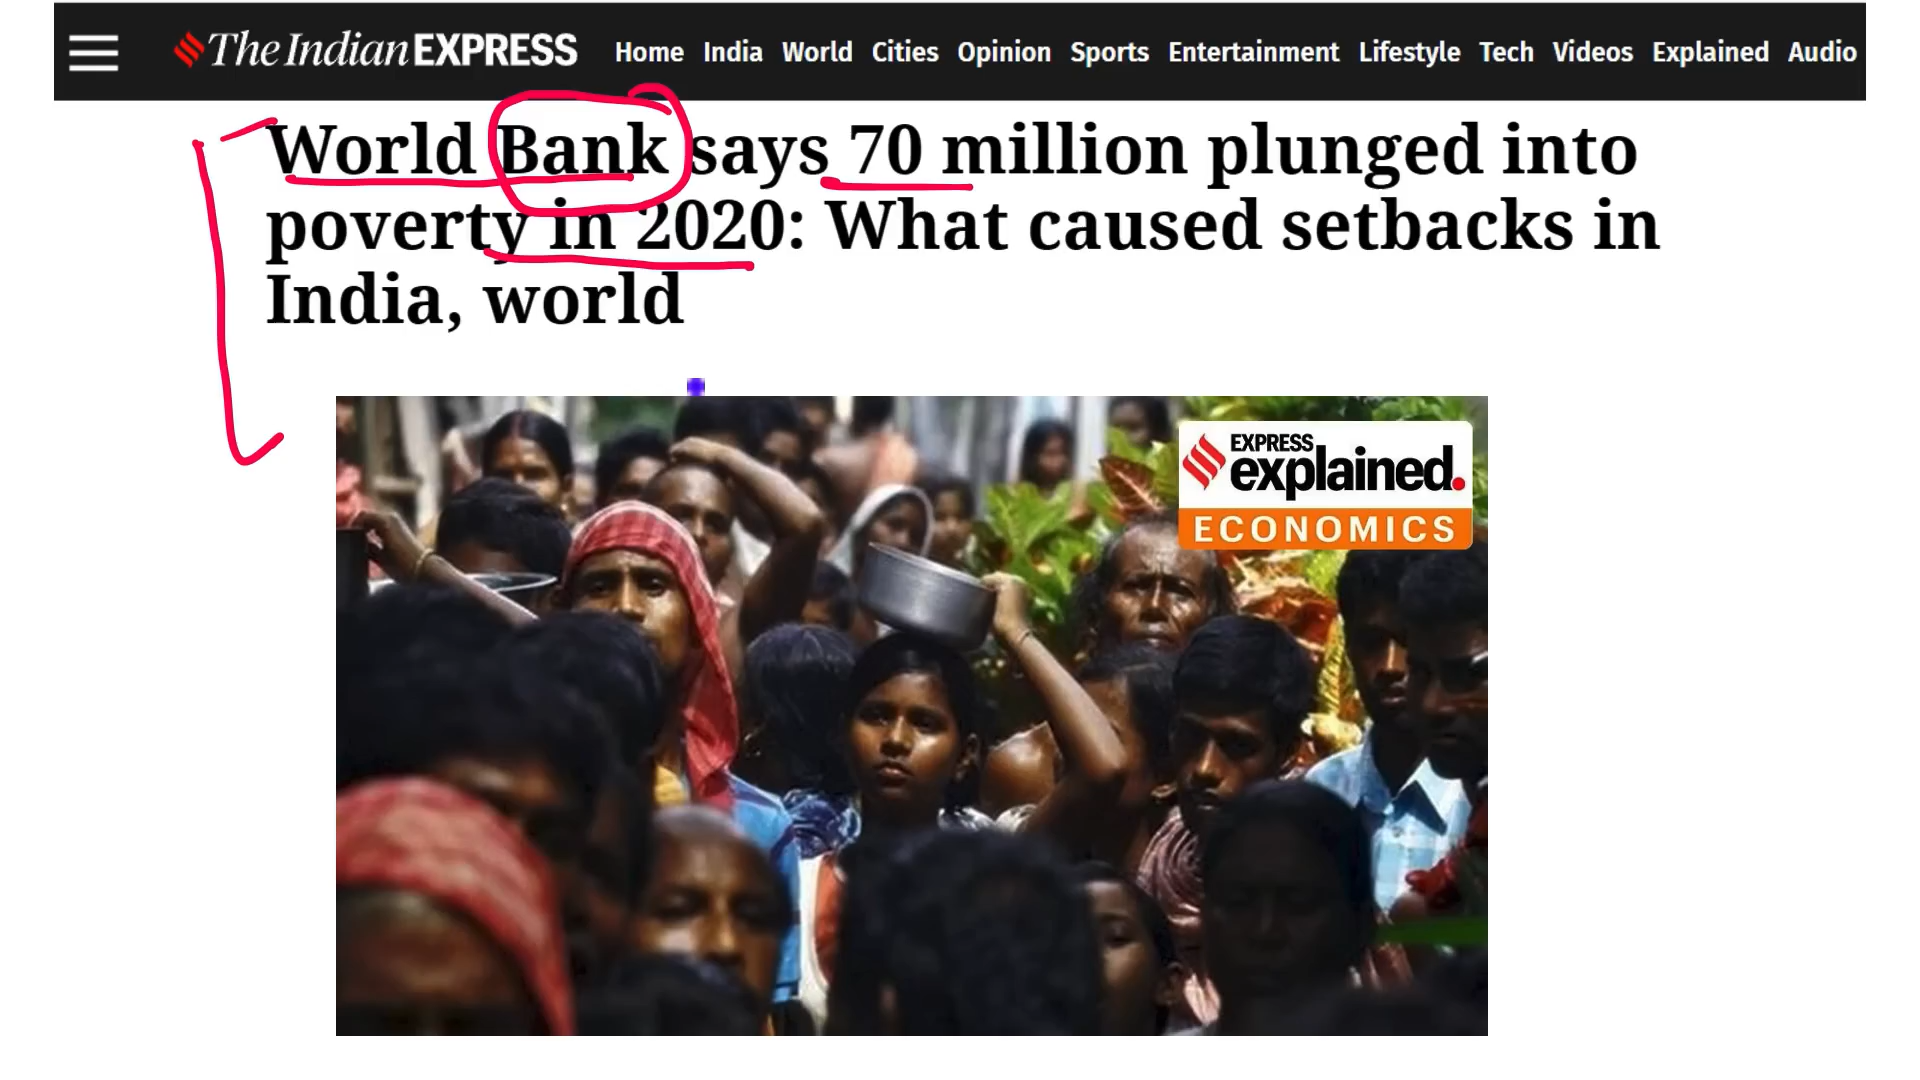 The Indian EXPRESS Home India World Cities Opinion Sports Entertainment Lifestyle Tech Videos Explained Audio
World Bank says 70 million plunged into
poverty in 2020: What caused setbacks in
India, world
EXPRESS
explained.
ECONOMICS